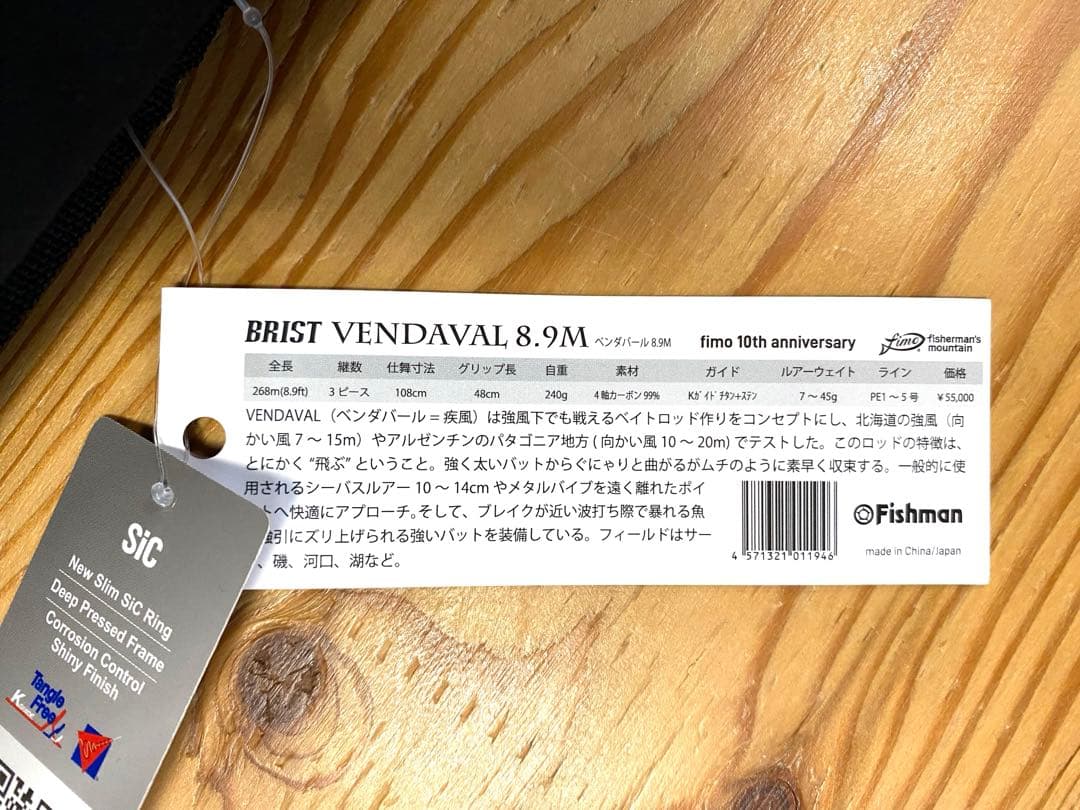 BRIST VENDAVAL 8.9M ベンダバール 8.9M fimo 10th anniversary fimo fisherman's mountain
全長 継数 仕舞寸法 グリップ長 自重 素材 ガイド ルアーウェイト ライン 価格
268m(8.9ft) 3 ピース 108cm 48cm 240g 4 軸カーボン 99% Kガイド チタン+ステン 7 ～ 45g PE1 ～ 5 号 ￥55,000
VENDAVAL（ベンダバール = 疾風）は強風下でも戦えるベイトロッド作りをコンセプトにし、北海道の強風（向
かい風 7 ～ 15m）やアルゼンチンのパタゴニア地方 ( 向かい風 10 ～ 20m) でテストした。このロッドの特徴は、
とにかく “飛ぶ” ということ。強く太いバットからぐにゃりと曲がるがムチのように素早く収束する。一般的に使
用されるシーバスルアー 10 ～ 14cm やメタルバイブを遠く離れたポイ
トへ快適にアプローチ。そして、ブレイクが近い波打ち際で暴れる魚
強引にズリ上げられる強いバットを装備している。フィールドはサー
、磯、河口、湖など。
4 571321 011946
Fishman
made in China/Japan
SiC
New Slim SiC Ring
Deep Pressed Frame
Corrosion Control
Shiny Finish
Tangle
Free